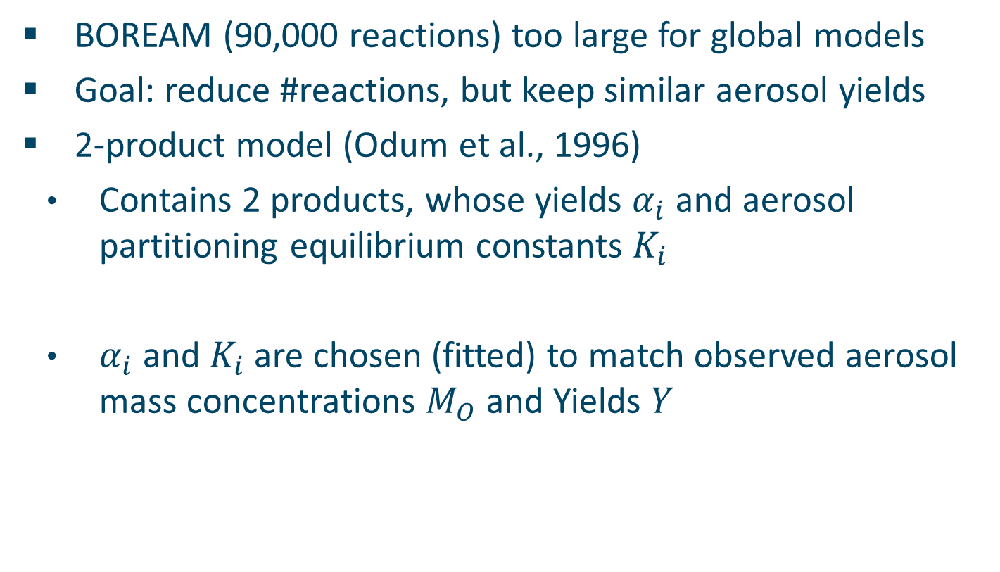 ▪ BOREAM (90,000 reactions) too large for global models
▪ Goal: reduce #reactions, but keep similar aerosol yields
▪ 2-product model (Odum et al., 1996)
• Contains 2 products, whose yields αᵢ and aerosol
partitioning equilibrium constants Kᵢ
• αᵢ and Kᵢ are chosen (fitted) to match observed aerosol
mass concentrations M_O and Yields Y